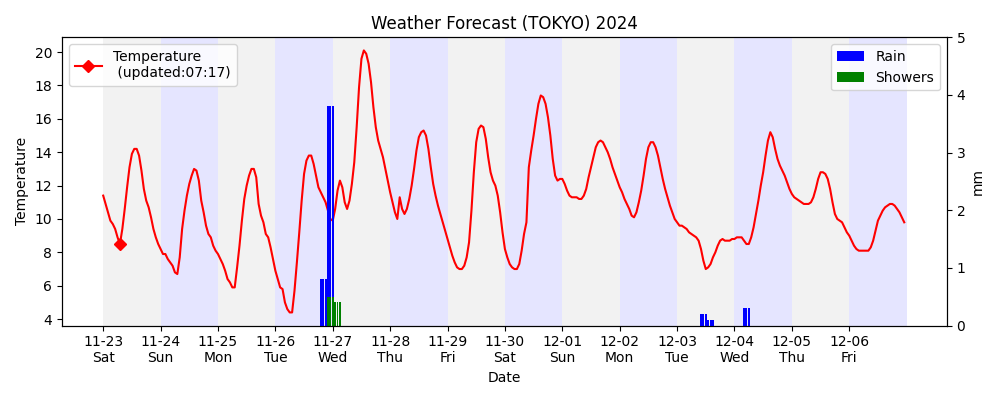 Weather Forecast (TOKYO) 2024
Temperature
(updated:07:17)
Rain
Showers
20
18
16
14
12
10
8
6
4
Temperature
5
4
3
2
1
0
mm
11-23 11-24 11-25 11-26 11-27 11-28 11-29 11-30 12-01 12-02 12-03 12-04 12-05 12-06
Sat Sun Mon Tue Wed Thu Fri Sat Sun Mon Tue Wed Thu Fri
Date